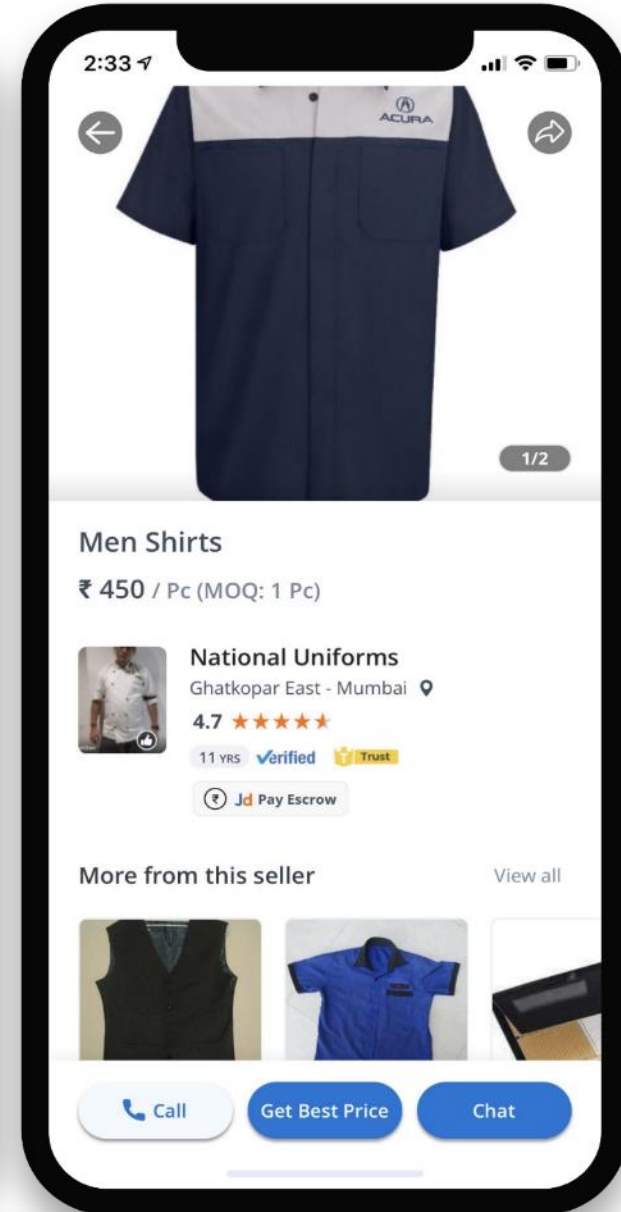 2:33
ACURA
1/2
Men Shirts
₹ 450 / Pc (MOQ: 1 Pc)
National Uniforms
Ghatkopar East - Mumbai
4.7
11 YRS Verified T Trust
₹ Jd Pay Escrow
More from this seller
View all
Call
Get Best Price
Chat